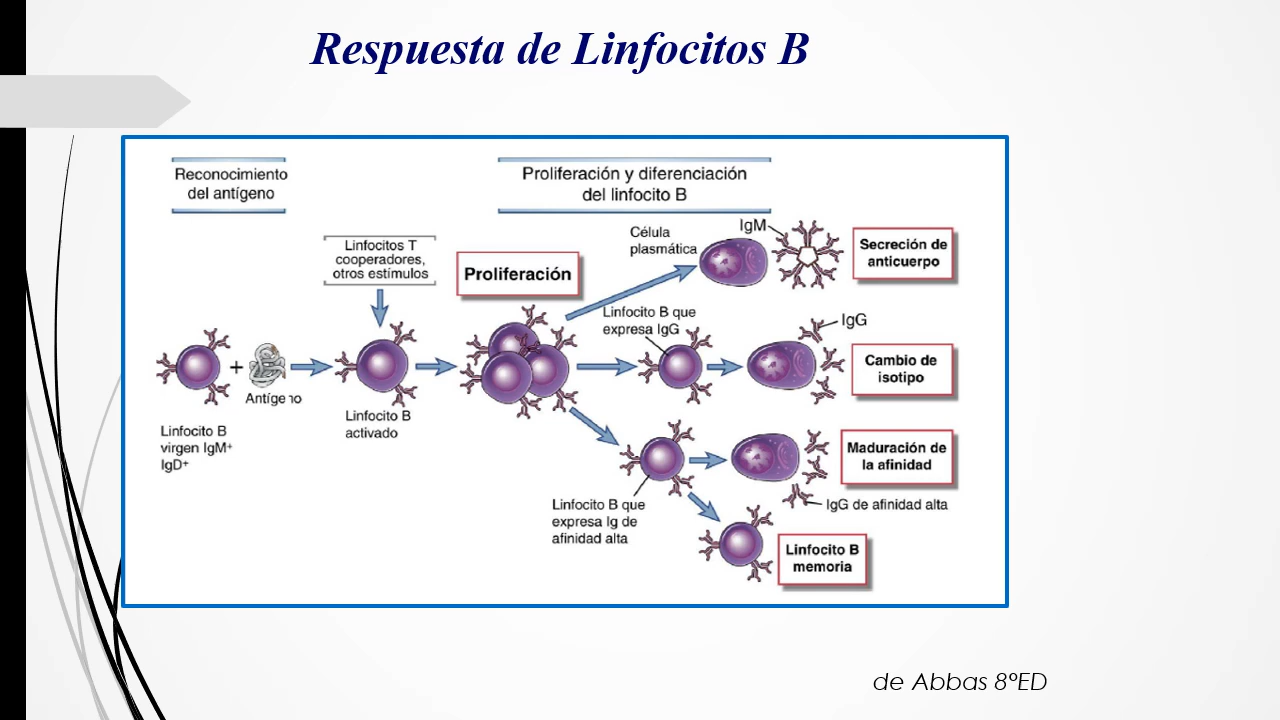 Respuesta de Linfocitos B
Reconocimiento
del antígeno
Proliferación y diferenciación
del linfocito B
Linfocitos T
cooperadores,
otros estímulos
Proliferación
Célula
plasmática
IgM
Secreción de
anticuerpo
Linfocito B que
expresa IgG
IgG
Cambio de
isotipo
+
Antígeno
Linfocito B
virgen IgM⁺
IgD⁺
Linfocito B
activado
Maduración de
la afinidad
Linfocito B que
expresa Ig de
afinidad alta
IgG de afinidad alta
Linfocito B
memoria
de Abbas 8ºED